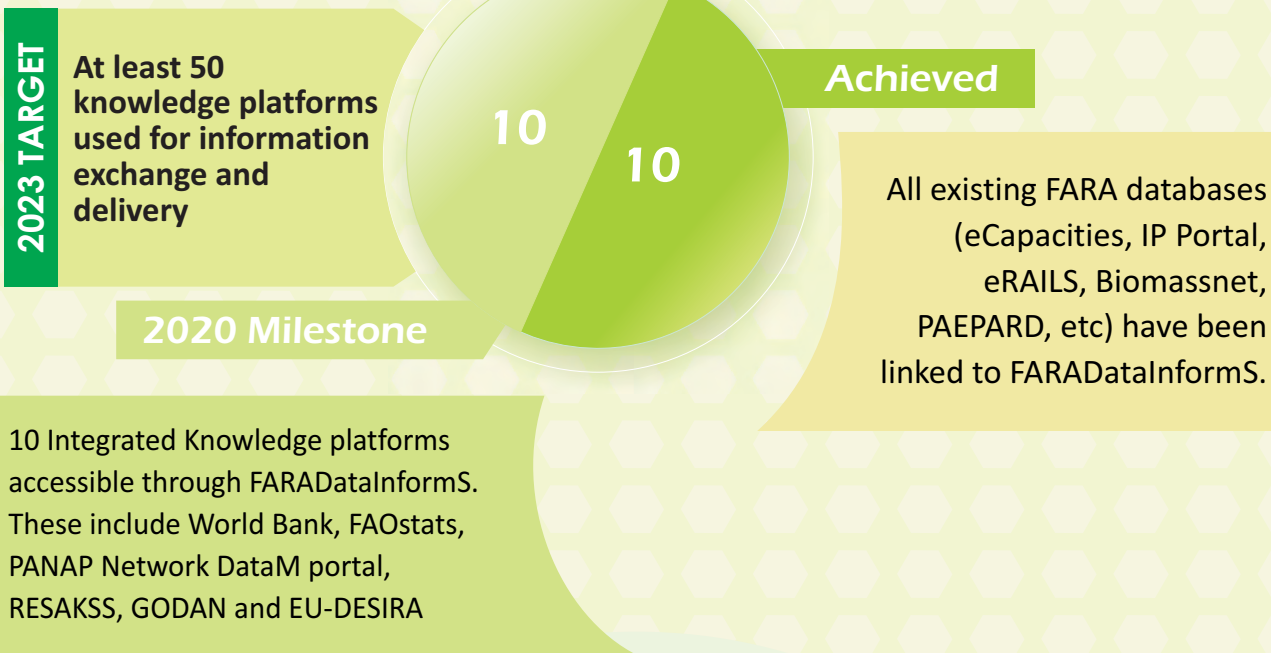 2023 TARGET
At least 50
knowledge platforms
used for information
exchange and
delivery
10
10
Achieved
All existing FARA databases
(eCapacities, IP Portal,
eRAILS, Biomassnet,
PAEPARD, etc) have been
linked to FARADataInformS.
2020 Milestone
10 Integrated Knowledge platforms
accessible through FARADataInformS.
These include World Bank, FAOstats,
PANAP Network DataM portal,
RESAKSS, GODAN and EU-DESIRA